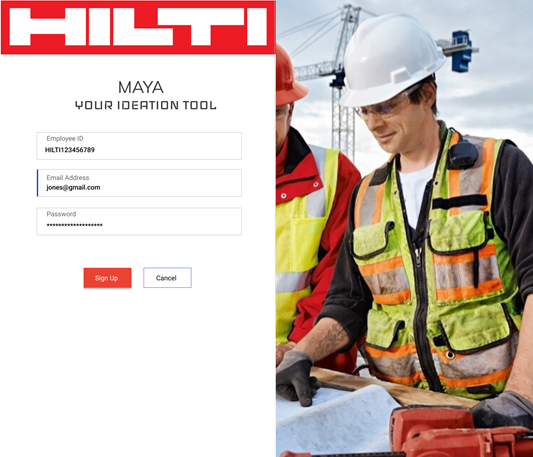 HILTI
MAYA
YOUR IDEATION TOOL
Employee ID
HILTI123456789
Email Address
jones@gmail.com
Password
*******************
Sign Up
Cancel